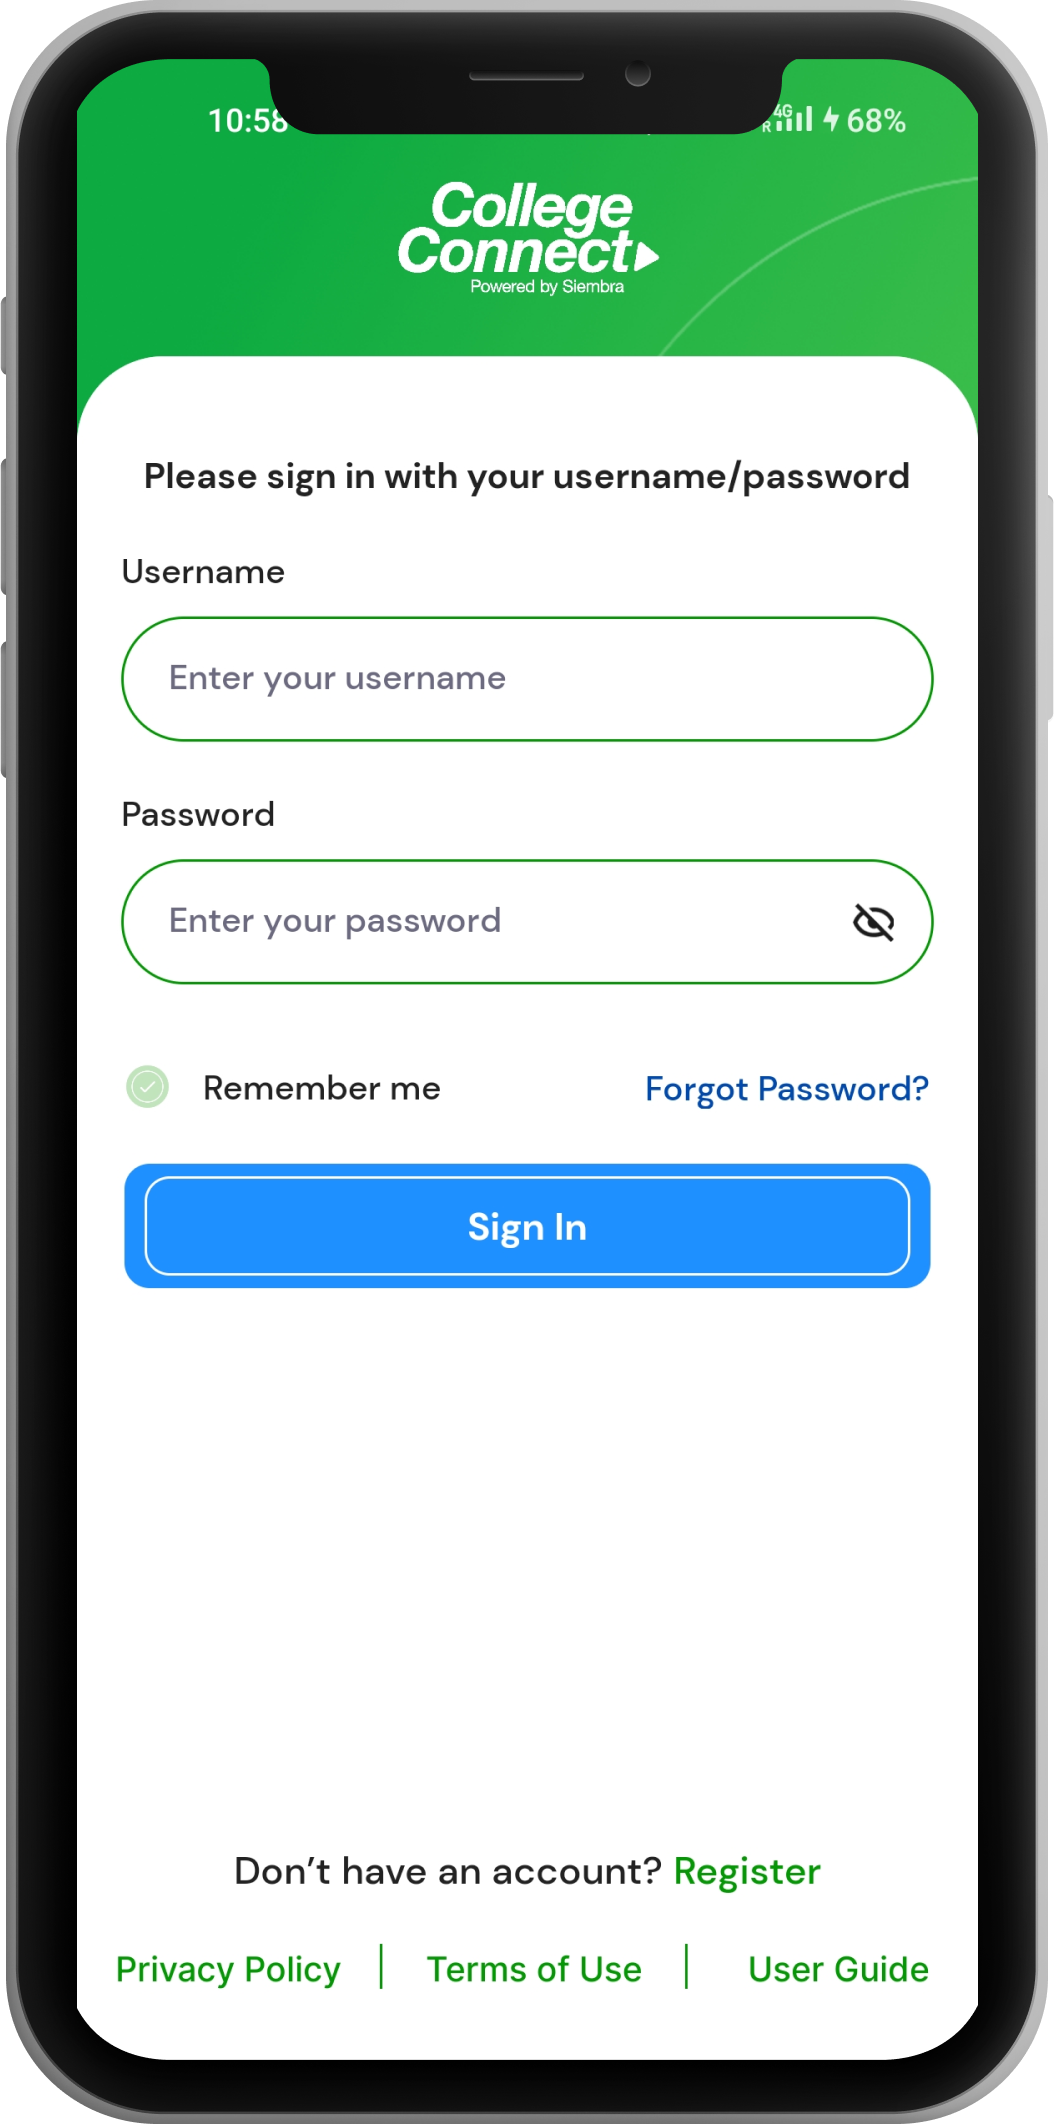 10:58
4G
R
68%
College
Connect
Powered by Siembra
Please sign in with your username/password
Username
Enter your username
Password
Enter your password
Remember me Forgot Password?
Sign In
Don’t have an account? Register
Privacy Policy | Terms of Use | User Guide